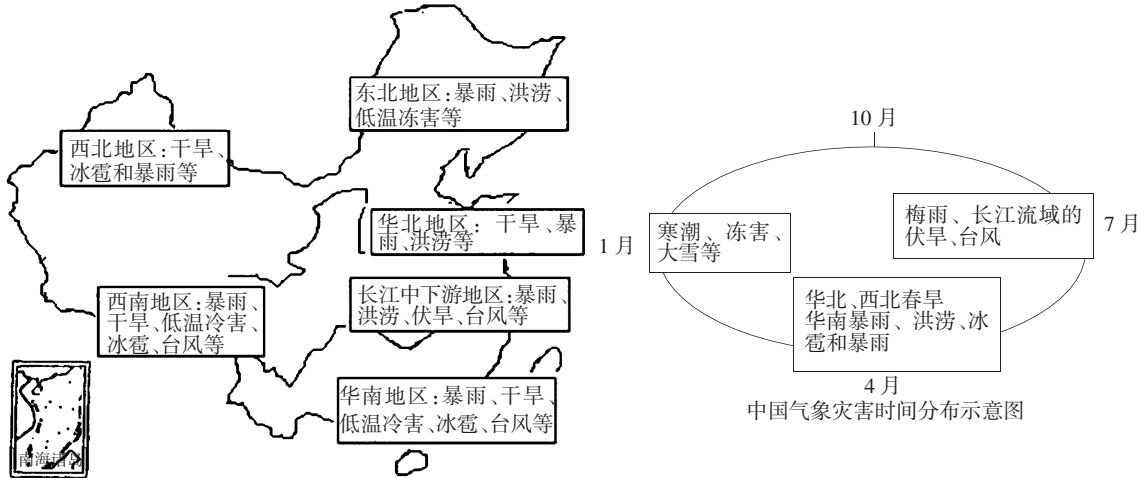 东北地区:暴雨、洪涝、
低温冻害等
西北地区:干旱、
冰雹和暴雨等
华北地区: 干旱、暴
雨、洪涝等
西南地区:暴雨、
干旱、低温冷害、
冰雹、台风等
长江中下游地区:暴雨、
洪涝、伏旱、台风等
华南地区:暴雨、干旱、
低温冷害、冰雹、台风等
南海诸岛
10 月
梅雨、长江流域的
伏旱、台风
7 月
1 月
寒潮、冻害、
大雪等
华北、西北春旱
华南暴雨、洪涝、冰
雹和暴雨
4 月
中国气象灾害时间分布示意图